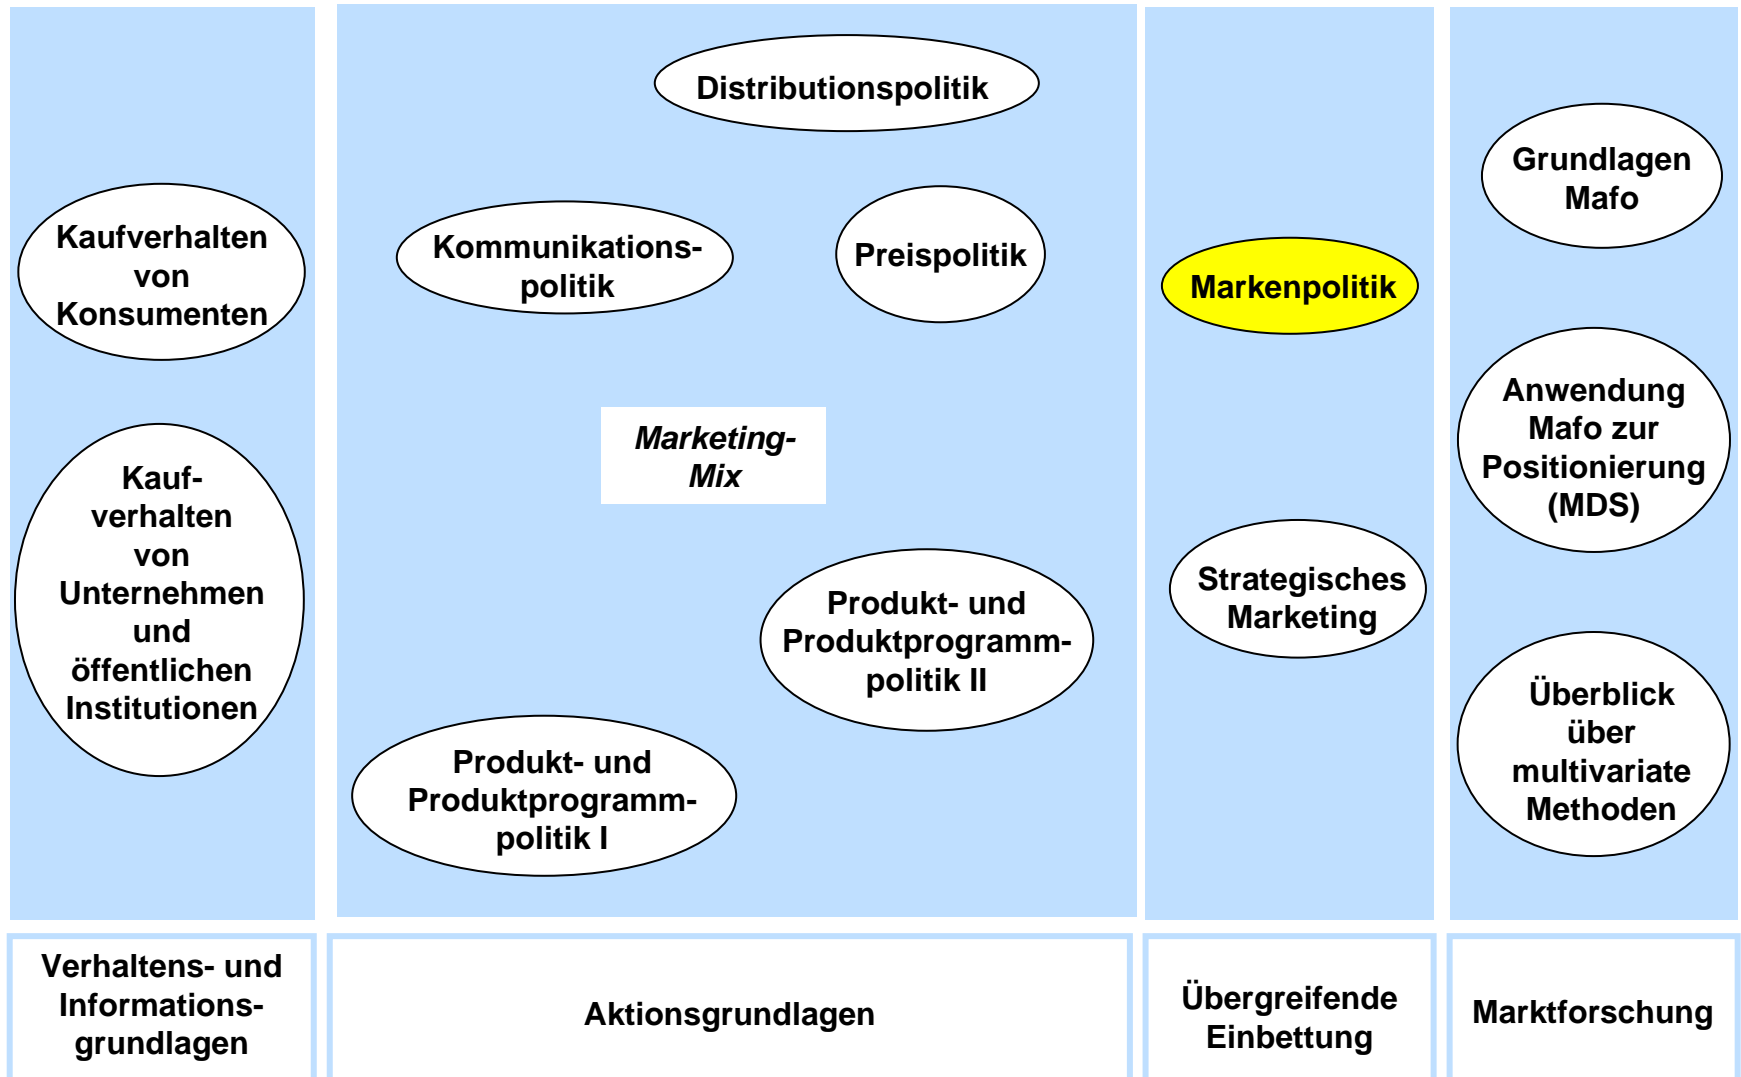 Kaufverhalten
von
Konsumenten
Kauf-
verhalten
von
Unternehmen
und
öffentlichen
Institutionen
Verhaltens- und
Informations-
grundlagen
Distributionspolitik
Kommunikations-
politik
Preispolitik
Marketing-
Mix
Produkt- und
Produktprogramm-
politik II
Produkt- und
Produktprogramm-
politik I
Aktionsgrundlagen
Markenpolitik
Strategisches
Marketing
Übergreifende
Einbettung
Grundlagen
Mafo
Anwendung
Mafo zur
Positionierung
(MDS)
Überblick
über
multivariate
Methoden
Marktforschung